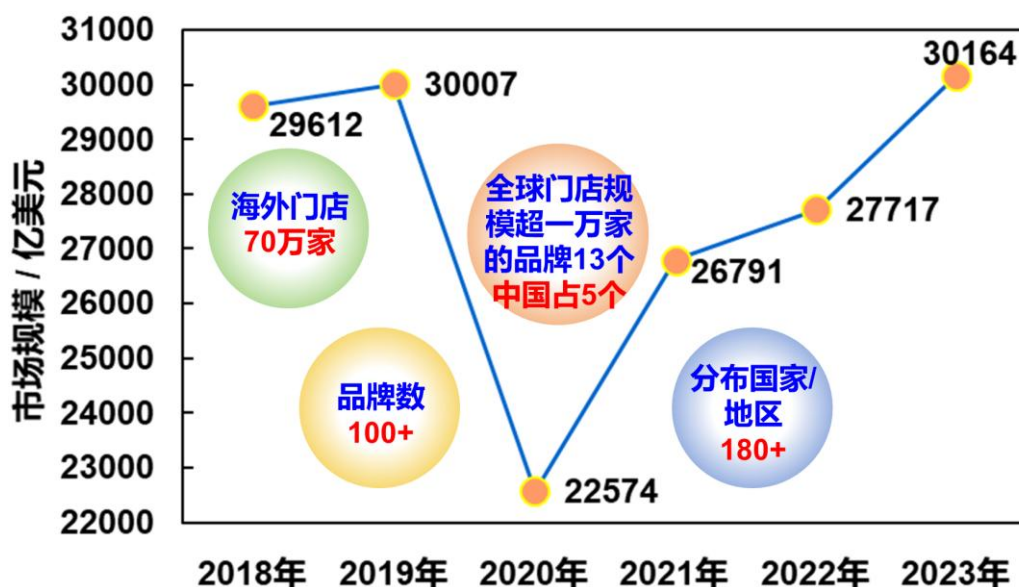 31000
30000
29000
28000
27000
26000
25000
24000
23000
22000
市场规模 / 亿美元
29612
30007
22574
26791
27717
30164
海外门店
70万家
全球门店规
模超一万家
的品牌13个
中国占5个
品牌数
100+
分布国家/
地区
180+
2018年
2019年
2020年
2021年
2022年
2023年